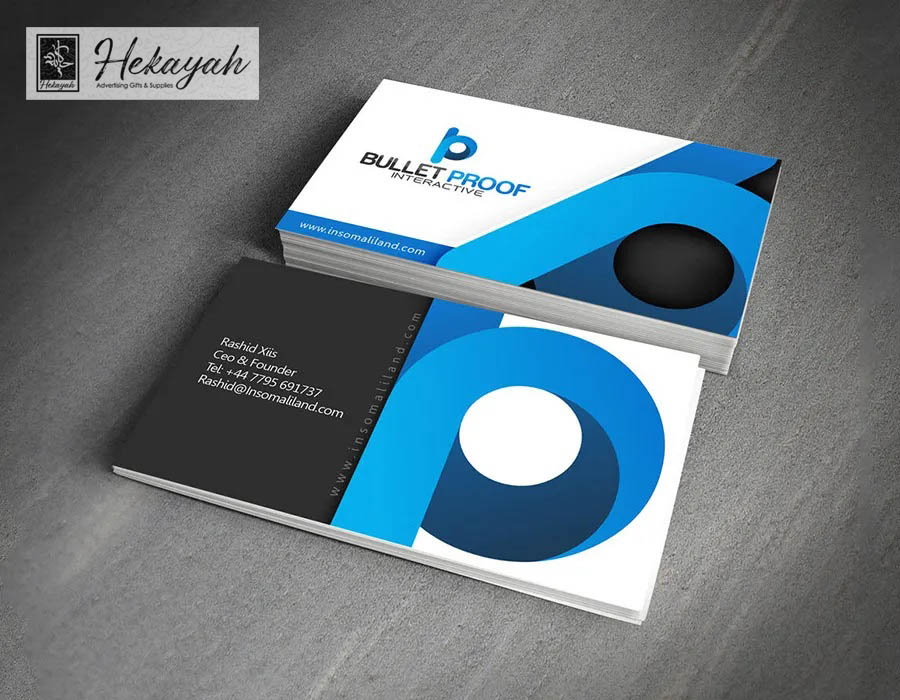 Hekayah
Hekayah
Advertising Gifts & Supplies
BULLET PROOF
INTERACTIVE
www.insomaliland.com
Rashid Xiis
Ceo & Founder
Tel: +44 7795 691737
Rashid@Insomaliland.com
www.insomaliland.com